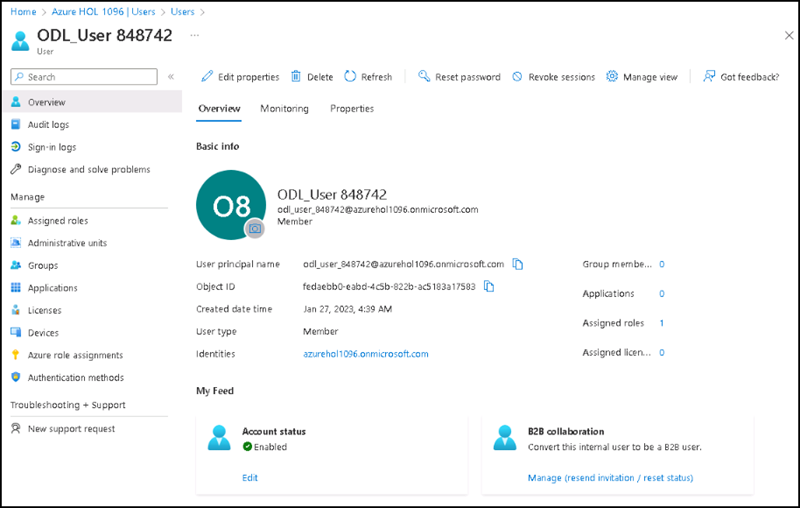 Home > Azure HOL 1096 | Users > Users >
ODL_User 848742 ...
User
Search «
Edit properties Delete Refresh Reset password Revoke sessions Manage view Got feedback?
Overview
Audit logs
Sign-in logs
Diagnose and solve problems
Manage
Assigned roles
Administrative units
Groups
Applications
Licenses
Devices
Azure role assignments
Authentication methods
Troubleshooting + Support
New support request
Overview Monitoring Properties
Basic info
O8
ODL_User 848742
odl_user_848742@azurehol1096.onmicrosoft.com
Member
User principal name odl_user_848742@azurehol1096.onmicrosoft.com
Object ID fedaebb0-eabd-4c5b-822b-ac5183a17583
Created date time Jan 27, 2023, 4:39 AM
User type Member
Identities azurehol1096.onmicrosoft.com
Group membe... 0
Applications 0
Assigned roles 1
Assigned licen... 0
My Feed
Account status
Enabled
Edit
B2B collaboration
Convert this internal user to be a B2B user.
Manage (resend invitation / reset status)